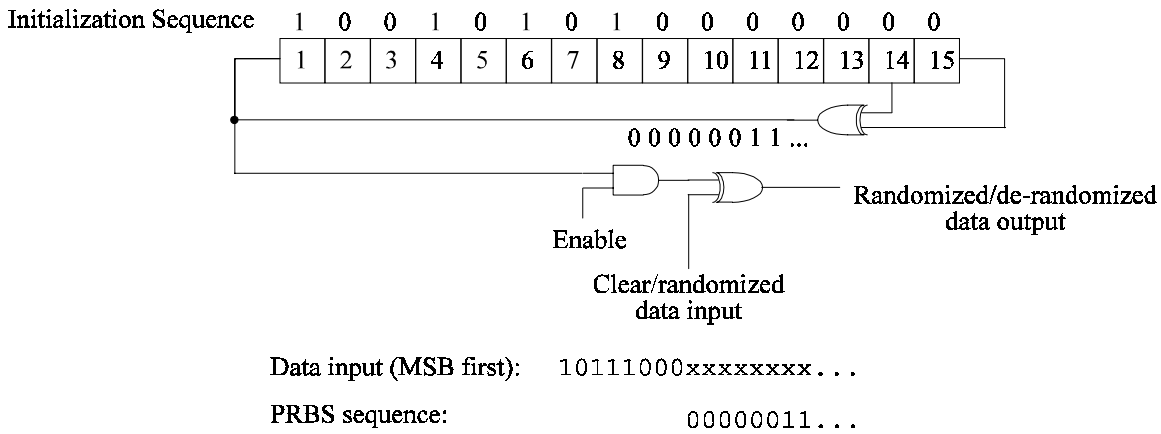 Initialization Sequence 1 0 0 1 0 1 0 1 0 0 0 0 0 0 0
1 2 3 4 5 6 7 8 9 10 11 12 13 14 15
0 0 0 0 0 0 1 1 ...
Randomized/de-randomized
data output
Enable
Clear/randomized
data input
Data input (MSB first): 10111000xxxxxxxx...
PRBS sequence: 00000011...